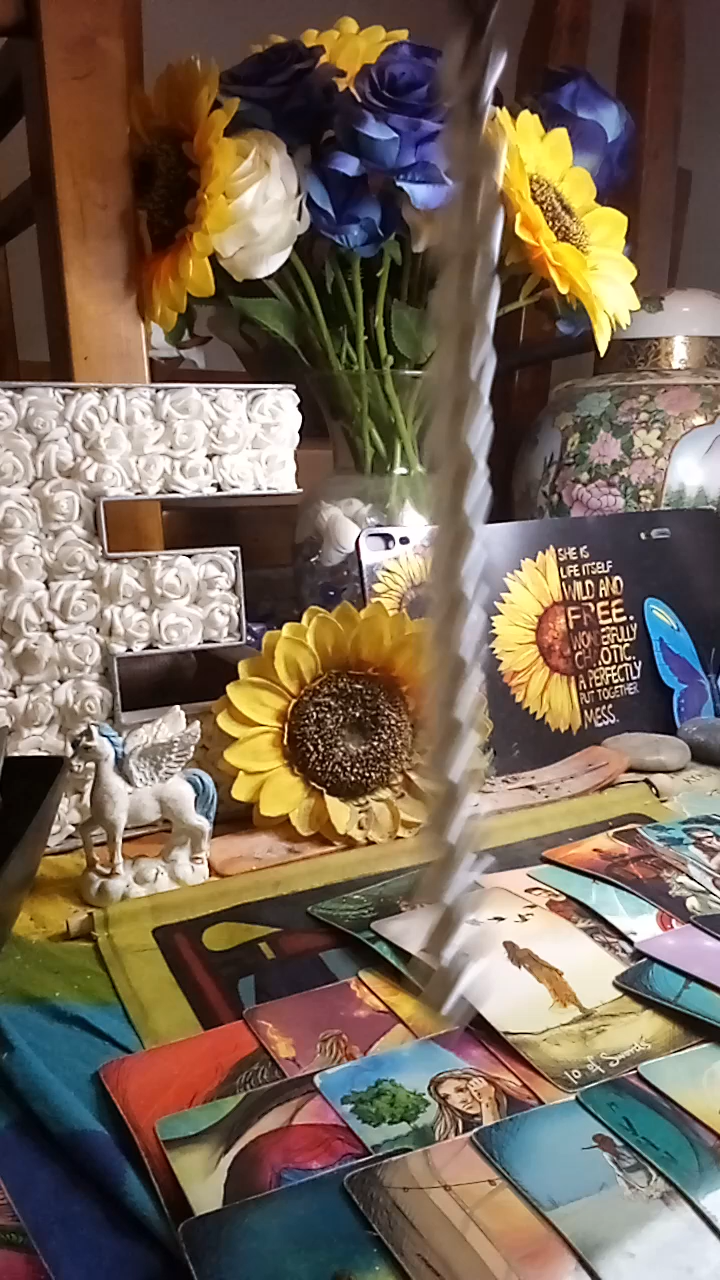 SHE IS
LIFE ITSELF
WILD AND
FREE.
WONDERFULLY
CHAOTIC.
A PERFECTLY
PUT TOGETHER
MESS.
10 of Swords